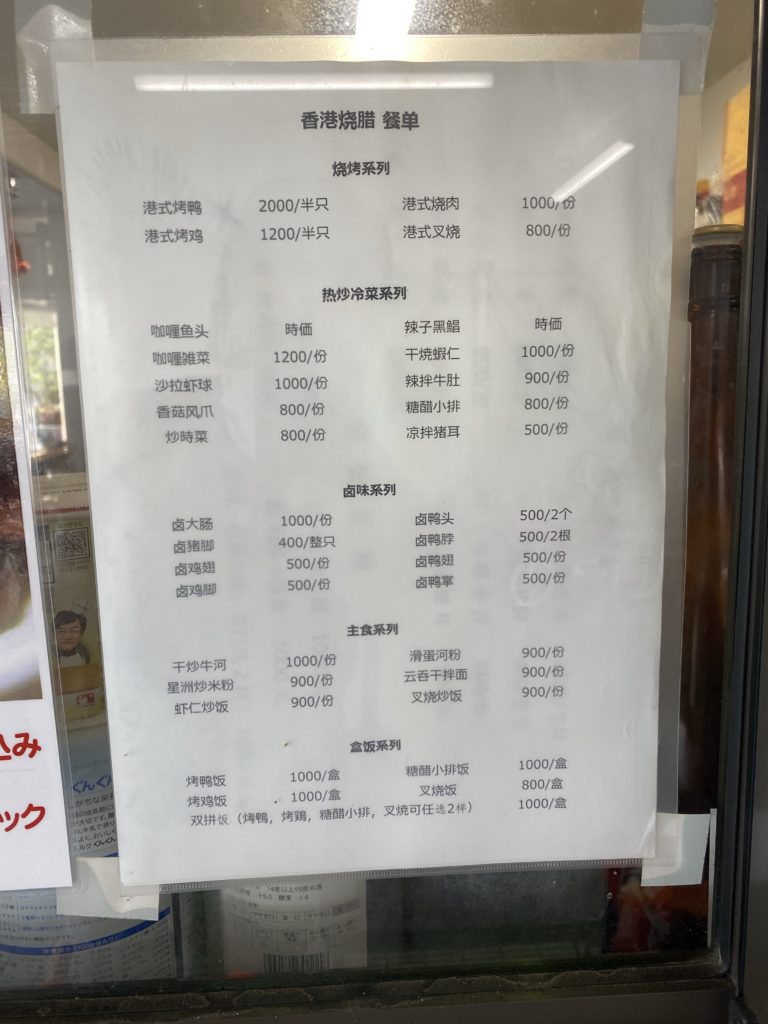 香港烧腊 餐单
烧烤系列
港式烤鸭 2000/半只 港式烧肉 1000/份
港式烤鸡 1200/半只 港式叉烧 800/份
热炒冷菜系列
咖喱鱼头 時価 辣子黑鲳 時価
咖喱雑菜 1200/份 干焼蝦仁 1000/份
沙拉虾球 1000/份 辣拌牛肚 900/份
香菇风爪 800/份 糖醋小排 800/份
炒時菜 800/份 凉拌猪耳 500/份
卤味系列
卤大肠 1000/份 卤鸭头 500/2个
卤猪脚 400/整只 卤鸭脖 500/2根
卤鸡翅 500/份 卤鸭翅 500/份
卤鸡脚 500/份 卤鸭掌 500/份
主食系列
干炒牛河 1000/份 滑蛋河粉 900/份
星洲炒米粉 900/份 云吞干拌面 900/份
虾仁炒饭 900/份 叉烧炒饭 900/份
盒饭系列
烤鸭饭 1000/盒 糖醋小排饭 1000/盒
烤鸡饭 1000/盒 叉烧饭 800/盒
双拼饭（烤鴨，烤鶏，糖醋小排，叉烧可任选2样） 1000/盒
込み
ック